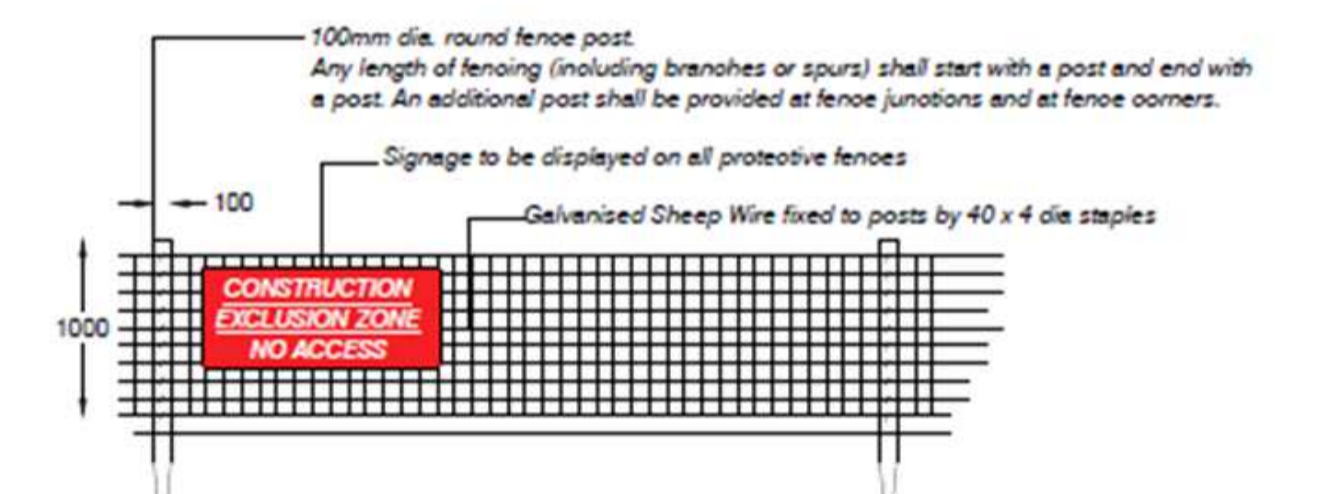 100mm dia. round fence post.
Any length of fencing (including branches or spurs) shall start with a post and end with
a post. An additional post shall be provided at fence junctions and at fence corners.
Signage to be displayed on all protective fences
100
Galvanised Sheep Wire fixed to posts by 40 x 4 dia staples
CONSTRUCTION
EXCLUSION ZONE
NO ACCESS
1000